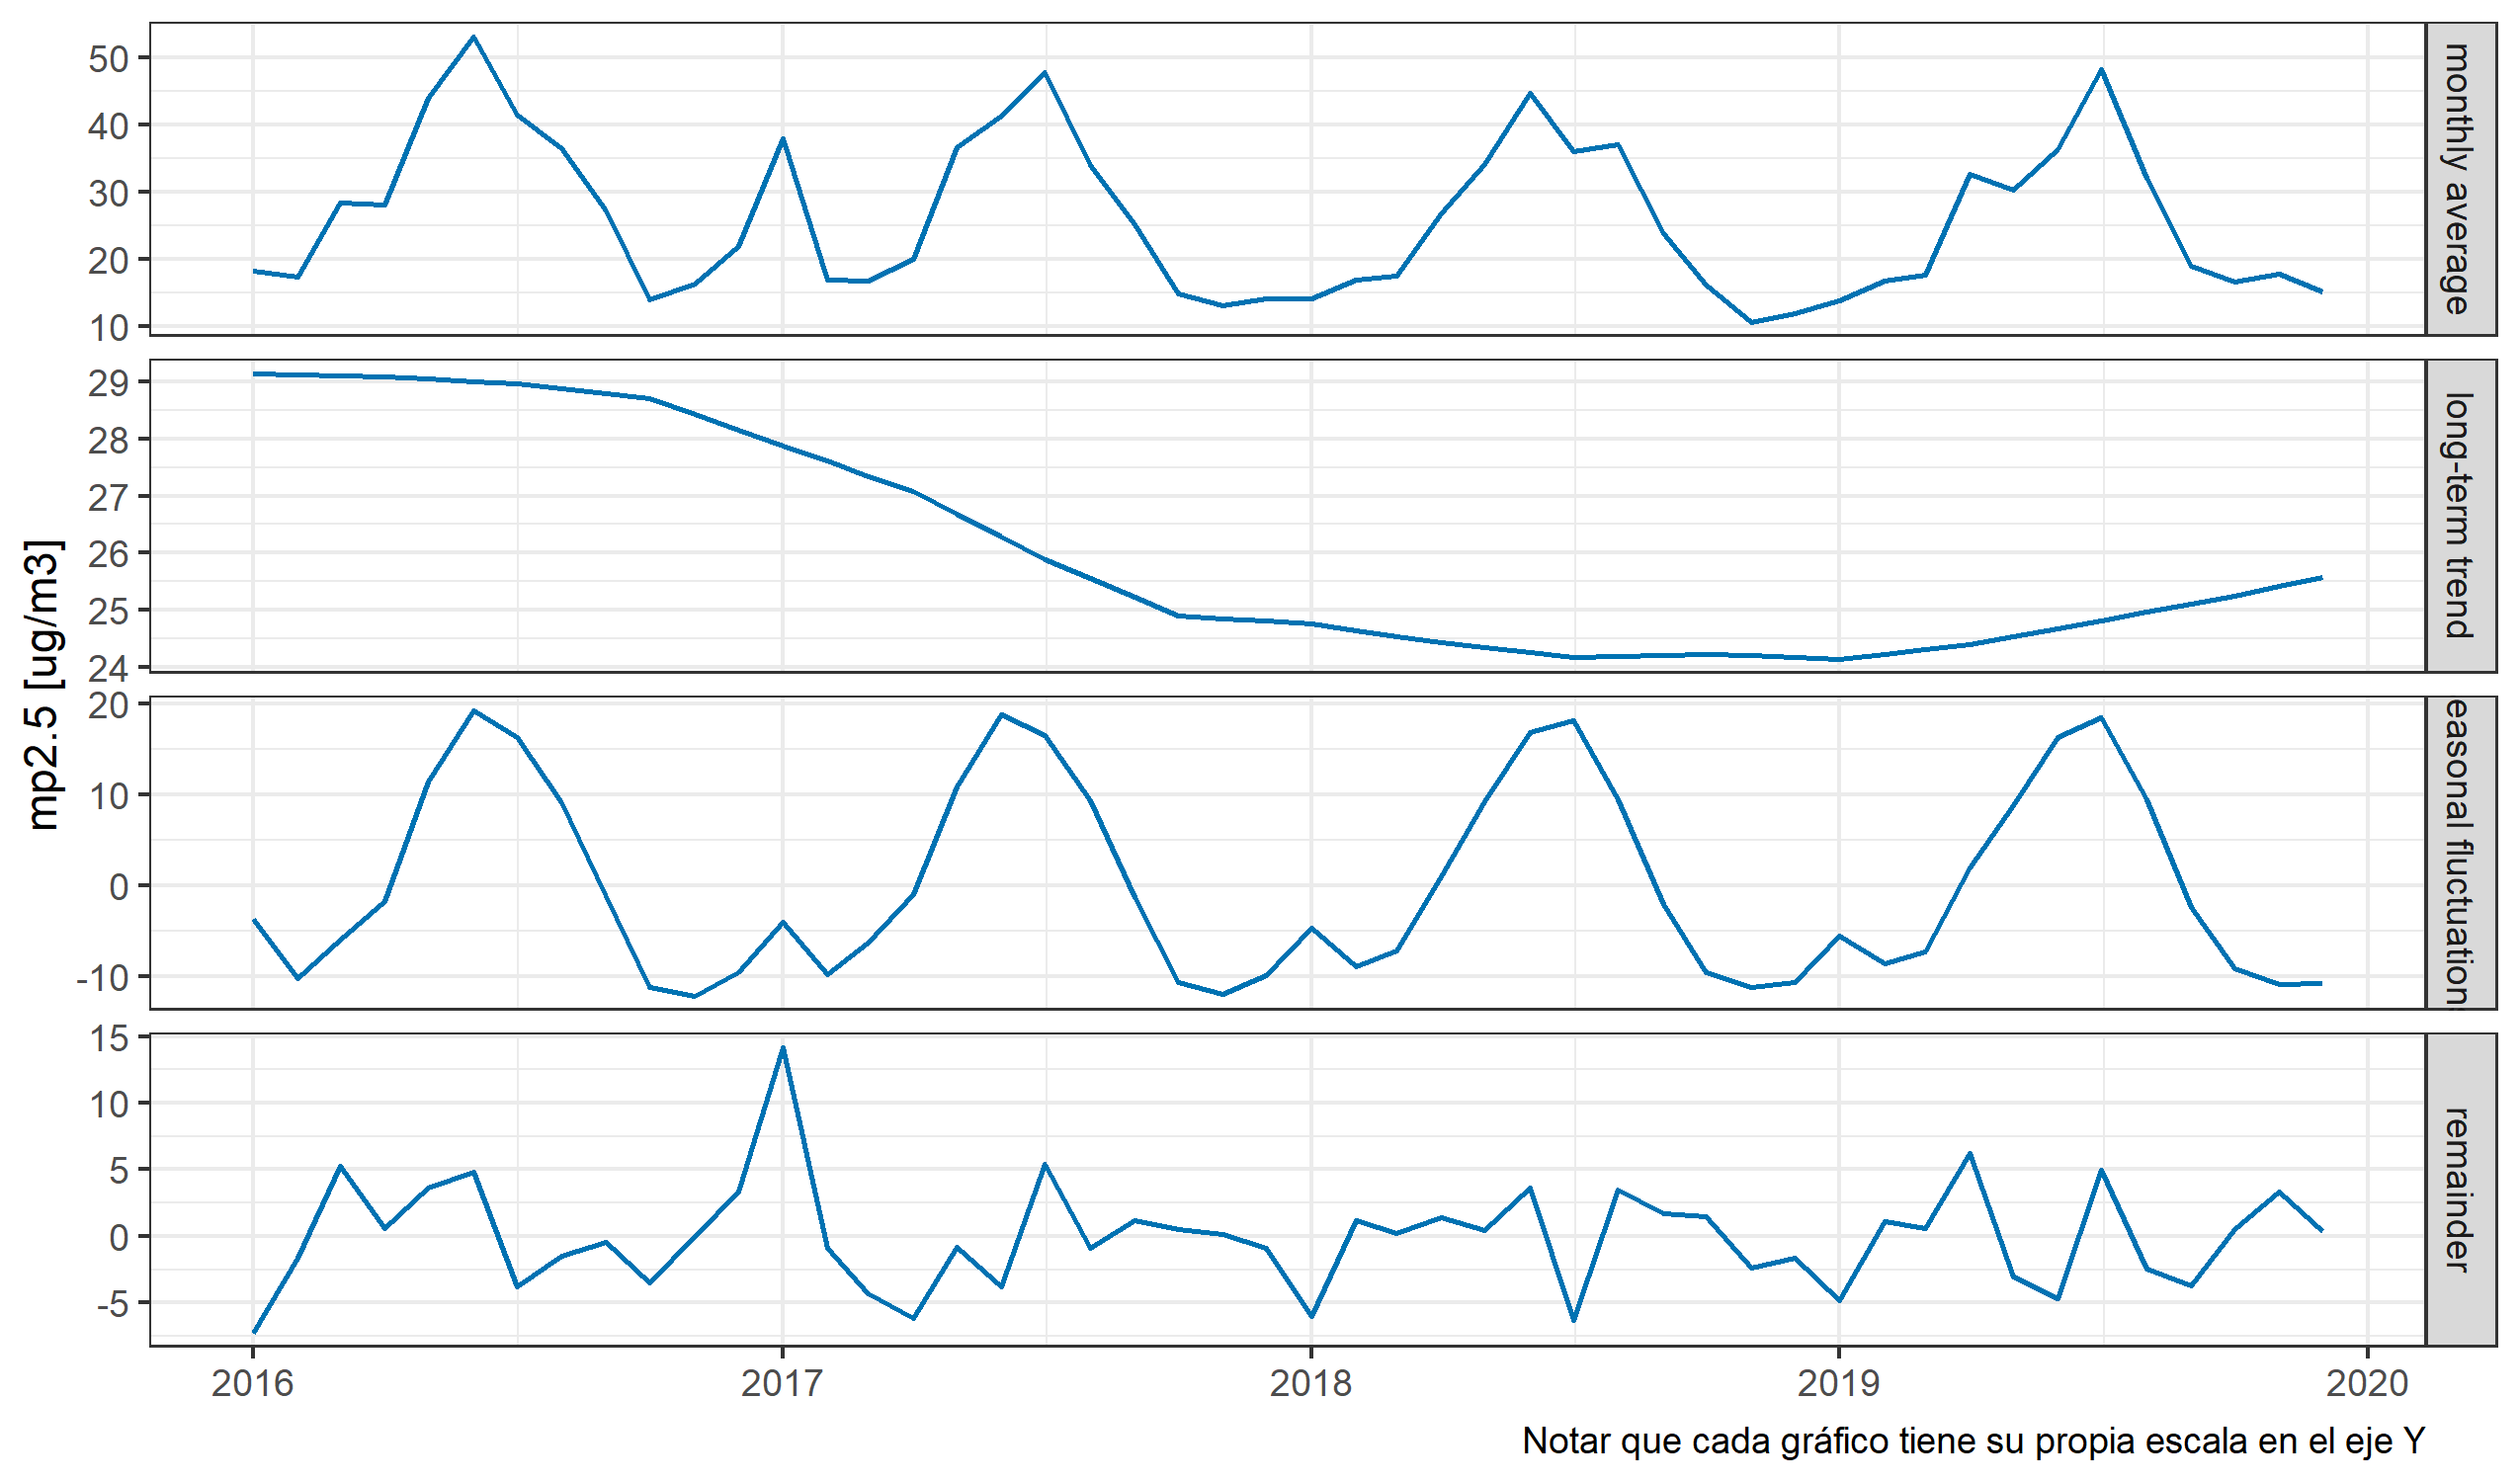 mp2.5 [ug/m3]
50
40
30
20
10
monthly average
29
28
27
26
25
24
long-term trend
20
10
0
-10
easonal fluctuation
15
10
5
0
-5
remainder
2016 2017 2018 2019 2020
Notar que cada gráfico tiene su propia escala en el eje Y